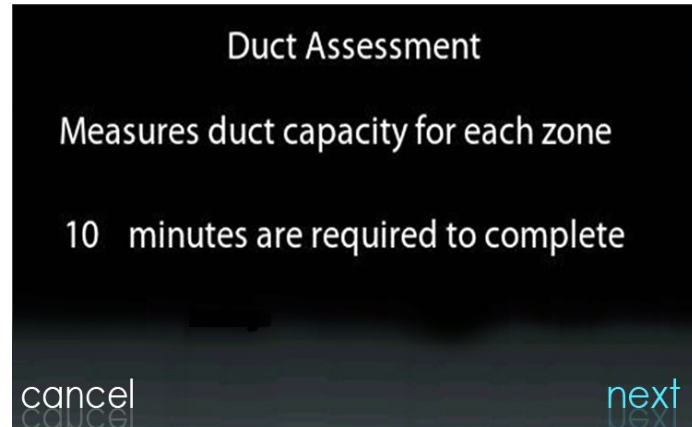 Duct Assessment
Measures duct capacity for each zone
10 minutes are required to complete
cancel next